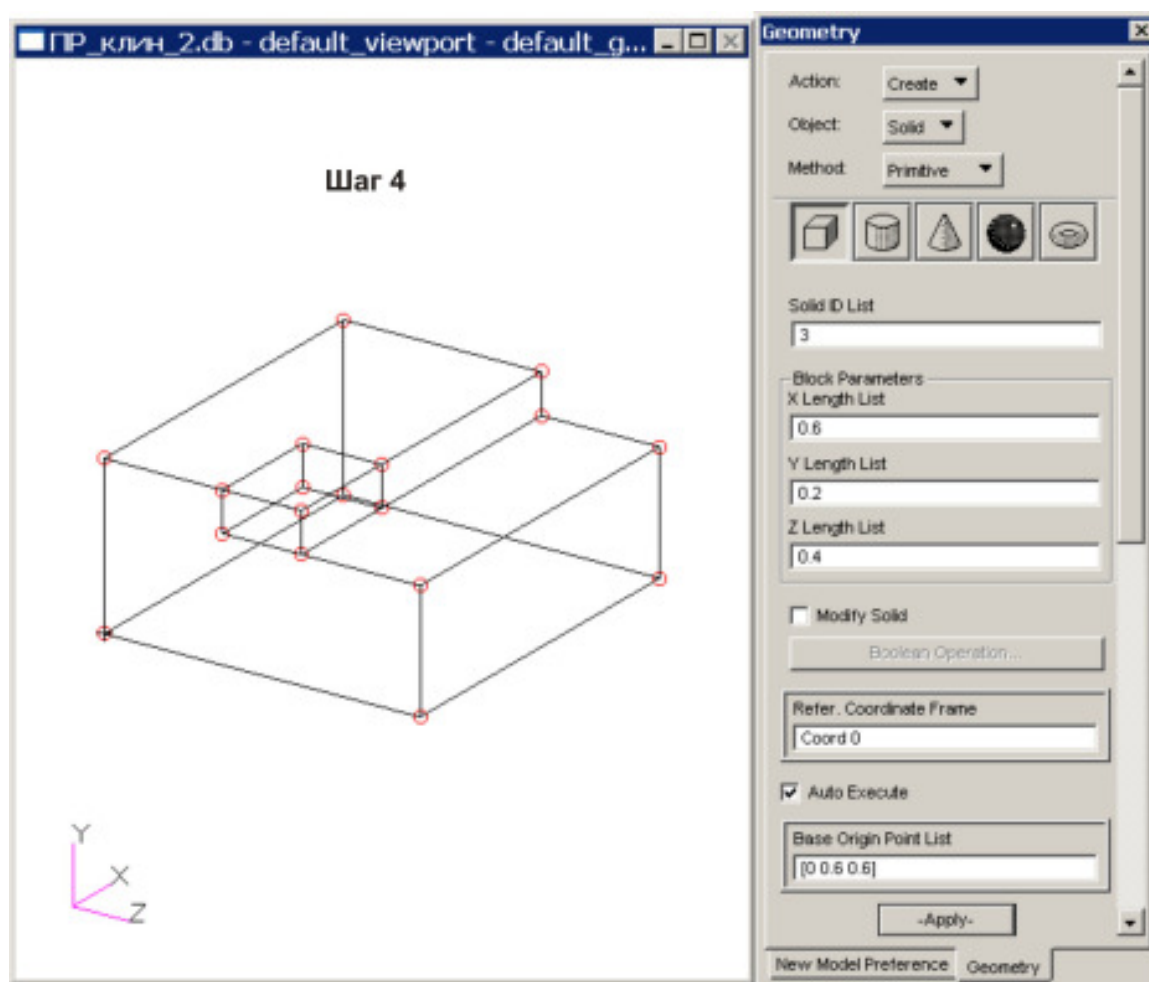 ПР_клин_2.db - default_viewport - default_g...
Шаг 4
Y
X
Z
Geometry
Action: Create
Object: Solid
Method: Primitive
Solid ID List
3
Block Parameters
X Length List
0.6
Y Length List
0.2
Z Length List
0.4
Modify Solid
Boolean Operation...
Refer. Coordinate Frame
Coord 0
Auto Execute
Base Origin Point List
[0 0.6 0.6]
-Apply-
New Model Preference Geometry